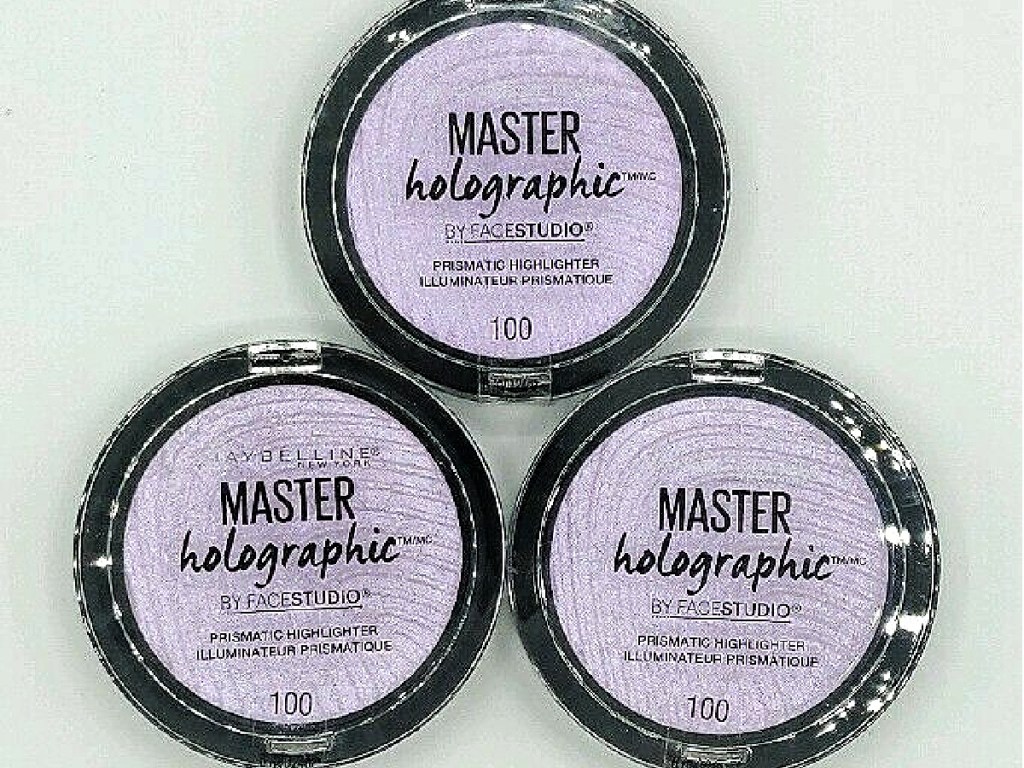 MASTER
holographic™/MC
BY FACESTUDIO®
PRISMATIC HIGHLIGHTER
ILLUMINATEUR PRISMATIQUE
100
MAYBELLINE®
NEW YORK
MASTER
holographic™/MC
BY FACESTUDIO®
PRISMATIC HIGHLIGHTER
ILLUMINATEUR PRISMATIQUE
100
MASTER
holographic™/MC
BY FACESTUDIO®
PRISMATIC HIGHLIGHTER
ILLUMINATEUR PRISMATIQUE
100